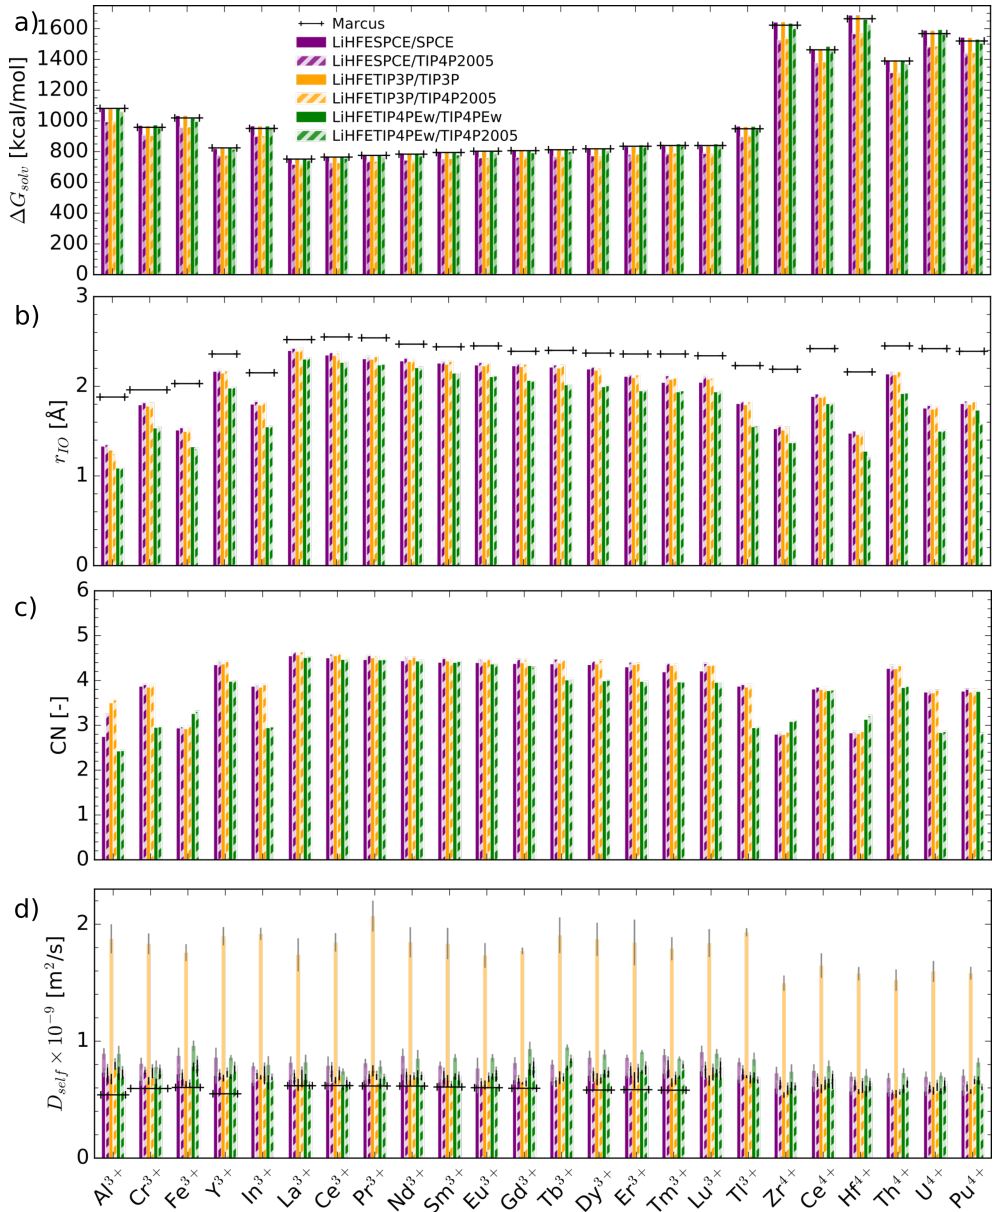 a)
ΔG_solv [kcal/mol]
1600
1400
1200
1000
800
600
400
200
0
Marcus
LiHFESPCE/SPCE
LiHFESPCE/TIP4P2005
LiHFETIP3P/TIP3P
LiHFETIP3P/TIP4P2005
LiHFETIP4PEw/TIP4PEw
LiHFETIP4PEw/TIP4P2005
b)
r_IO [Å]
3
2
1
0
c)
CN [-]
6
5
4
3
2
1
0
d)
D_self × 10⁻⁹ [m²/s]
2
1
0
Al³⁺ Cr³⁺ Fe³⁺ Y³⁺ In³⁺ La³⁺ Ce³⁺ Pr³⁺ Nd³⁺ Sm³⁺ Eu³⁺ Gd³⁺ Tb³⁺ Dy³⁺ Er³⁺ Tm³⁺ Lu³⁺ Tl³⁺ Zr⁴⁺ Ce⁴⁺ Hf⁴⁺ Th⁴⁺ U⁴⁺ Pu⁴⁺